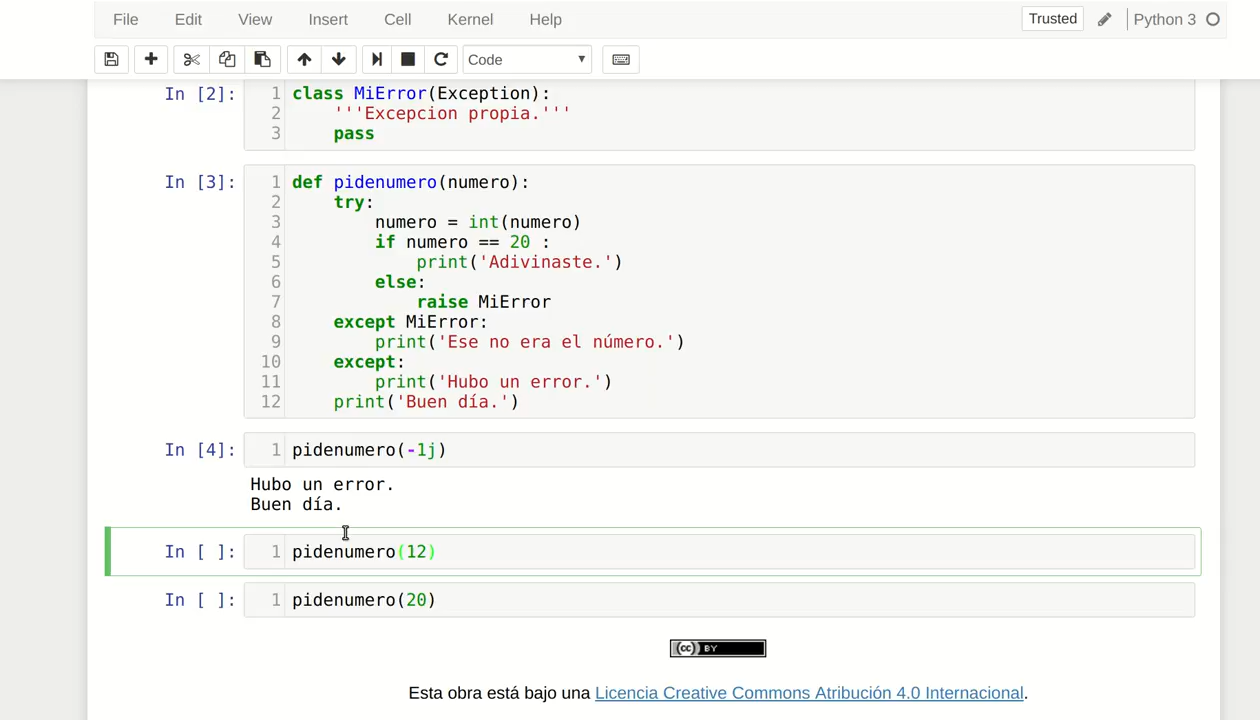 File Edit View Insert Cell Kernel Help Trusted Python 3
Code
In [2]: 1 class MiError(Exception):
2 '''Excepcion propia.'''
3 pass
In [3]: 1 def pidenumero(numero):
2 try:
3 numero = int(numero)
4 if numero == 20 :
5 print('Adivinaste.')
6 else:
7 raise MiError
8 except MiError:
9 print('Ese no era el número.')
10 except:
11 print('Hubo un error.')
12 print('Buen día.')
In [4]: 1 pidenumero(-1j)
Hubo un error.
Buen día.
In [ ]: 1 pidenumero(12)
In [ ]: 1 pidenumero(20)
cc BY
Esta obra está bajo una Licencia Creative Commons Atribución 4.0 Internacional.